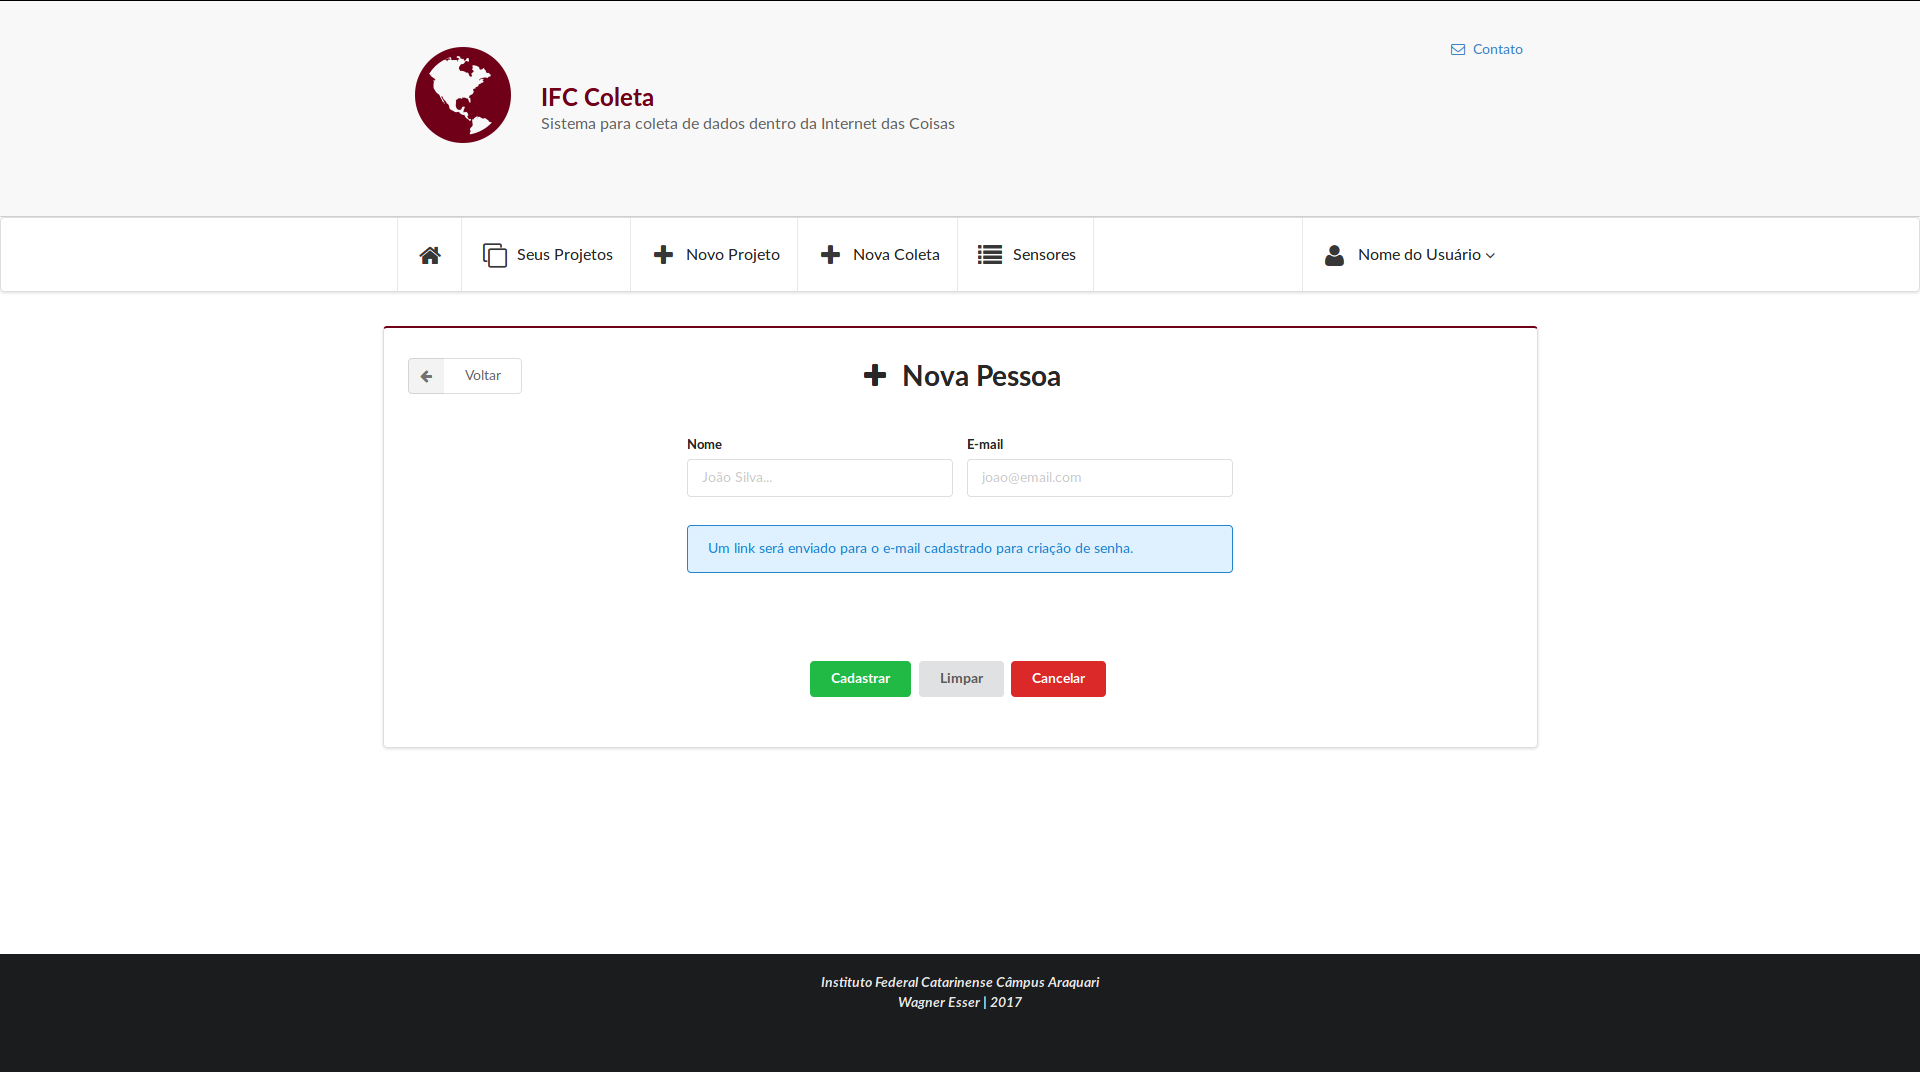 Contato
IFC Coleta
Sistema para coleta de dados dentro da Internet das Coisas
Seus Projetos
Novo Projeto
Nova Coleta
Sensores
Nome do Usuário
Voltar
Nova Pessoa
Nome
E-mail
João Silva...
joao@email.com
Um link será enviado para o e-mail cadastrado para criação de senha.
Cadastrar
Limpar
Cancelar
Instituto Federal Catarinense Câmpus Araquari
Wagner Esser | 2017